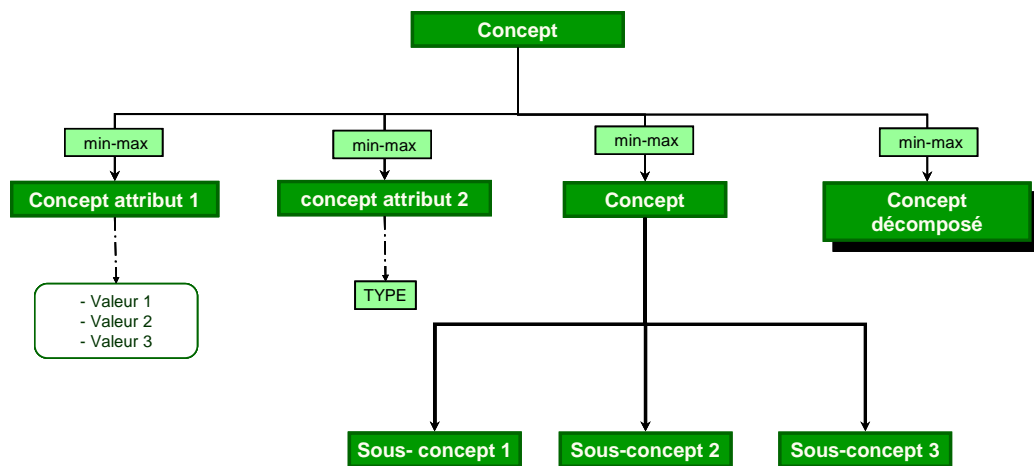 Concept
min-max
min-max
min-max
min-max
Concept attribut 1
concept attribut 2
Concept
Concept
décomposé
- Valeur 1
- Valeur 2
- Valeur 3
TYPE
Sous- concept 1
Sous-concept 2
Sous-concept 3